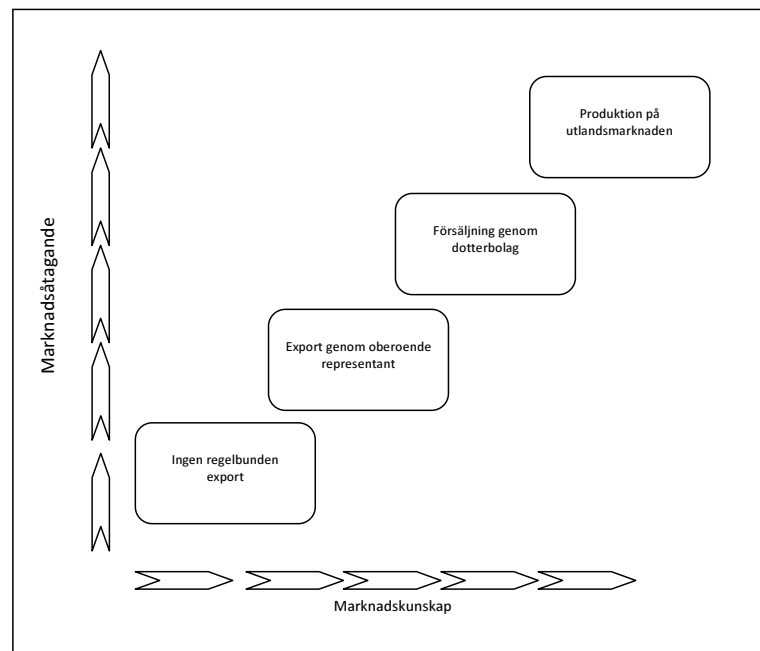 Produktion på
utlandsmarknaden
Försäljning genom
dotterbolag
Marknadsåtagande
Export genom oberoende
representant
Ingen regelbunden
export
Marknadskunskap